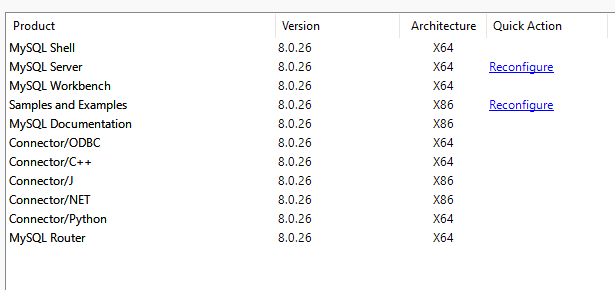 Product Version Architecture Quick Action
MySQL Shell 8.0.26 X64
MySQL Server 8.0.26 X64 Reconfigure
MySQL Workbench 8.0.26 X64
Samples and Examples 8.0.26 X86 Reconfigure
MySQL Documentation 8.0.26 X86
Connector/ODBC 8.0.26 X64
Connector/C++ 8.0.26 X64
Connector/J 8.0.26 X86
Connector/NET 8.0.26 X86
Connector/Python 8.0.26 X64
MySQL Router 8.0.26 X64